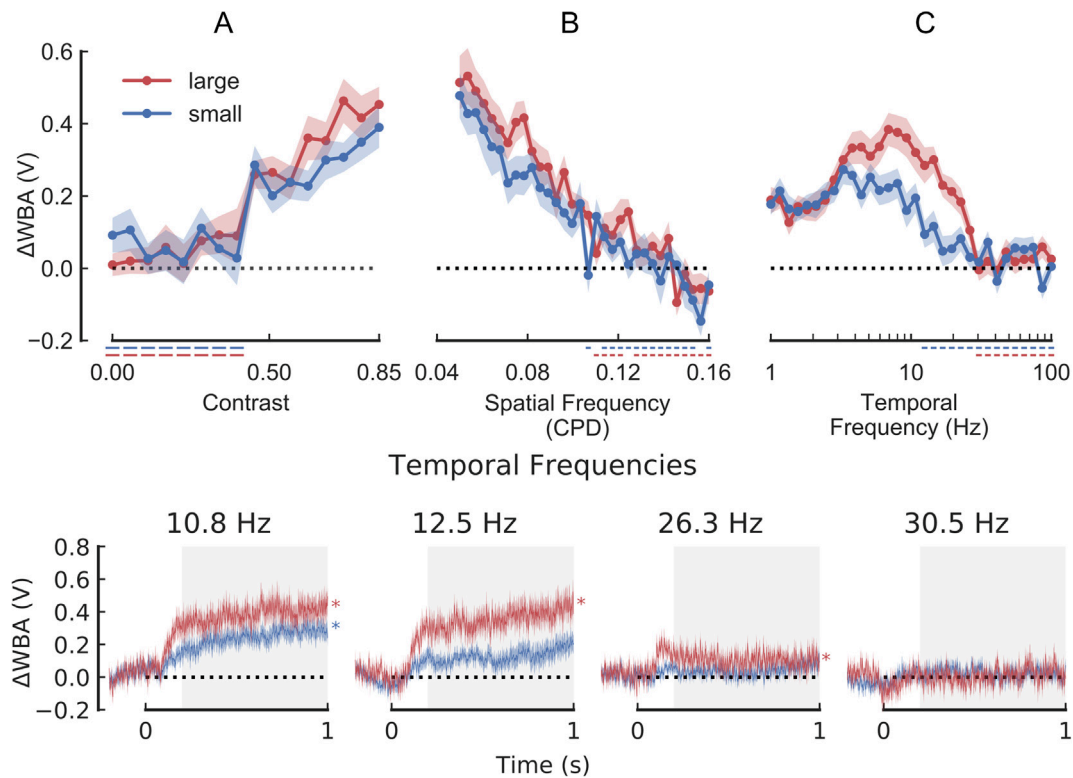 A B C
0.6
0.4
0.2
0.0
−0.2
ΔWBA (V)
large
small
0.00 0.50 0.85
Contrast
0.04 0.08 0.12 0.16
Spatial Frequency
(CPD)
1 10 100
Temporal
Frequency (Hz)
Temporal Frequencies
10.8 Hz 12.5 Hz 26.3 Hz 30.5 Hz
0.8
0.6
0.4
0.2
0.0
−0.2
ΔWBA (V)
* * * *
0 1 0 1 0 1 0 1
Time (s)